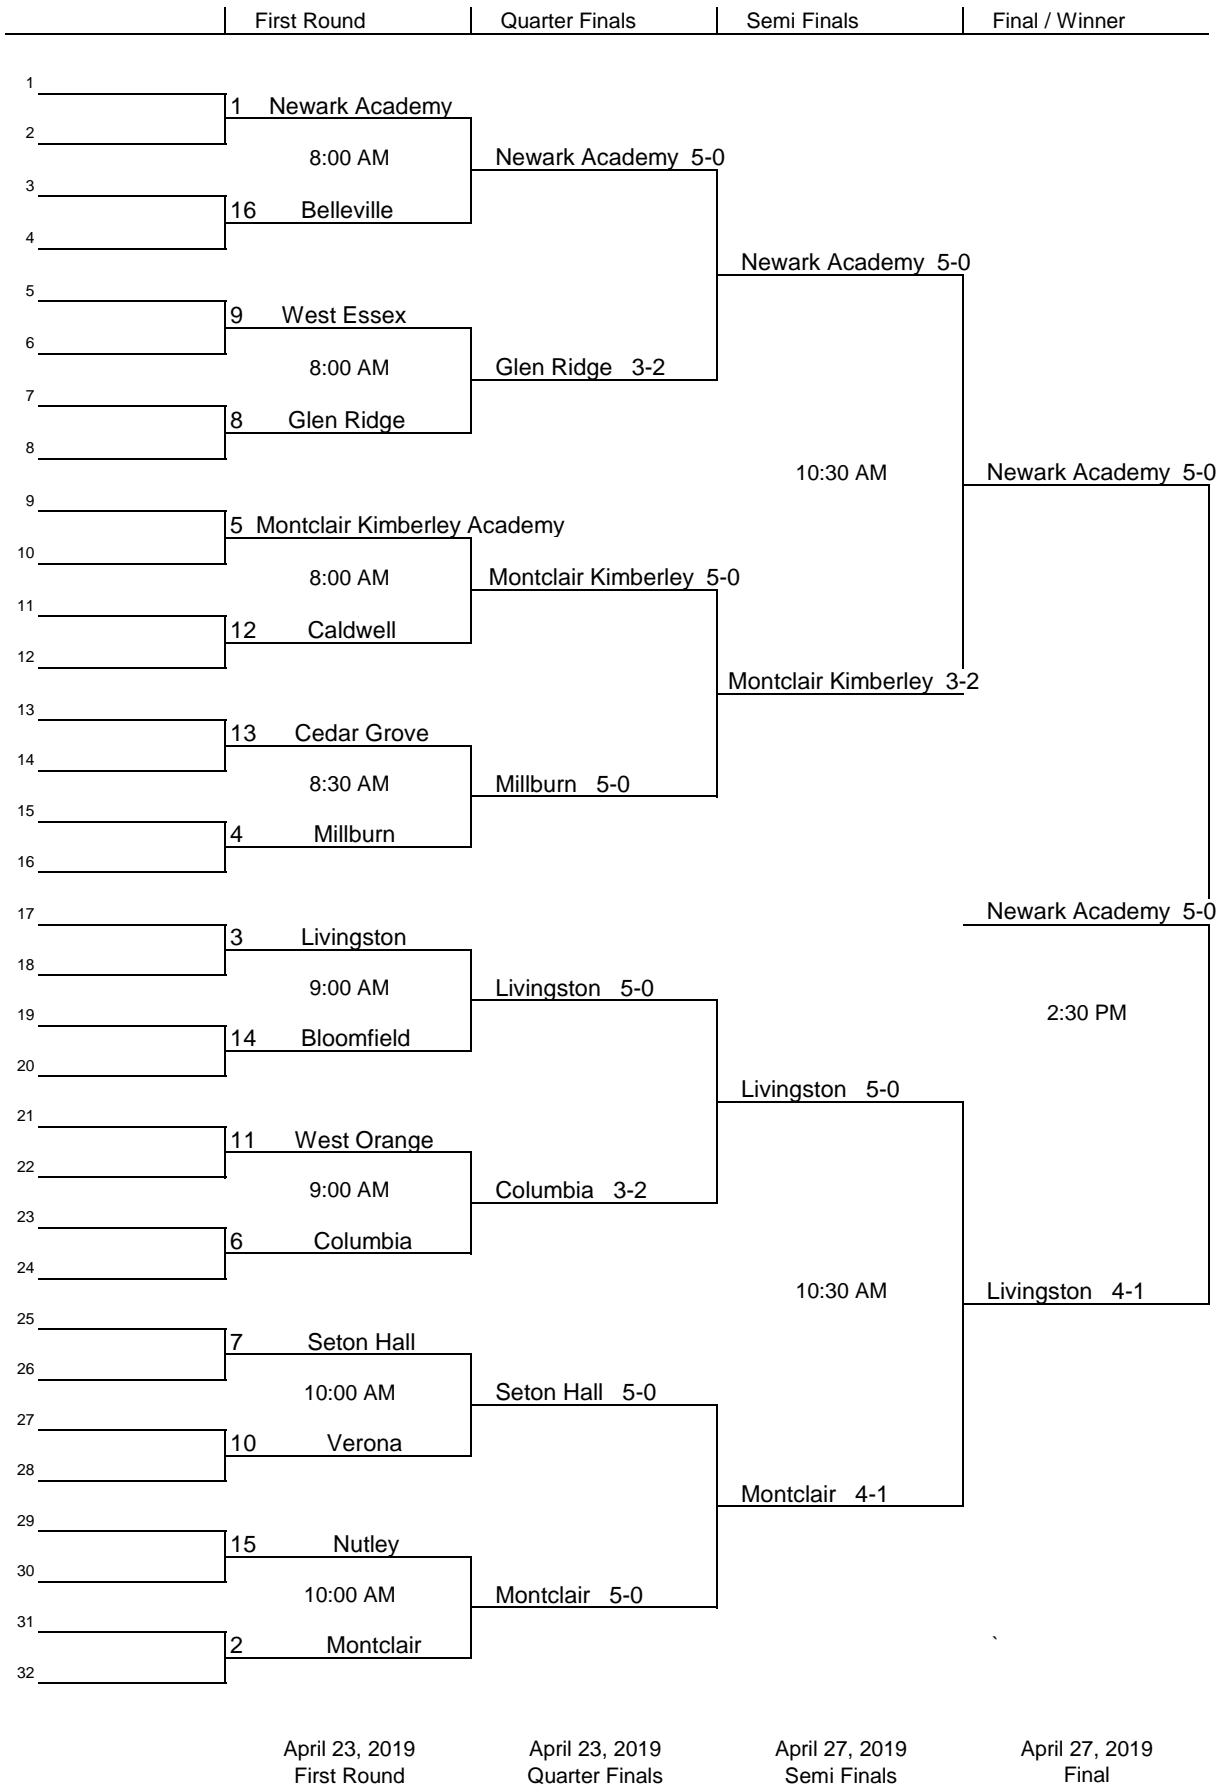 First Round Quarter Finals Semi Finals Final / Winner
1
1 Newark Academy
2
8:00 AM Newark Academy 5-0
3
16 Belleville
4
Newark Academy 5-0
5
9 West Essex
6
8:00 AM Glen Ridge 3-2
7
8 Glen Ridge
8
10:30 AM Newark Academy 5-0
9
5 Montclair Kimberley Academy
10
8:00 AM Montclair Kimberley 5-0
11
12 Caldwell
12
Montclair Kimberley 3-2
13
13 Cedar Grove
14
8:30 AM Millburn 5-0
15
4 Millburn
16
17 Newark Academy 5-0
3 Livingston
18
9:00 AM Livingston 5-0
19 2:30 PM
14 Bloomfield
20
Livingston 5-0
21
11 West Orange
22
9:00 AM Columbia 3-2
23
6 Columbia
24
10:30 AM Livingston 4-1
25
7 Seton Hall
26
10:00 AM Seton Hall 5-0
27
10 Verona
28
Montclair 4-1
29
15 Nutley
30
10:00 AM Montclair 5-0
31
2 Montclair `
32
April 23, 2019 April 23, 2019 April 27, 2019 April 27, 2019
First Round Quarter Finals Semi Finals Final